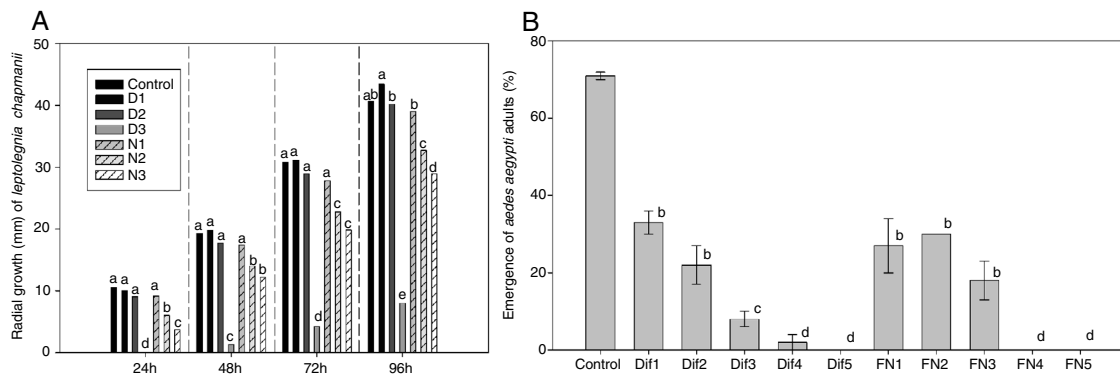 A
Radial growth (mm) of leptolegnia chapmanii
50
40
30
20
10
0
Control
D1
D2
D3
N1
N2
N3
a a a d a b c
a a a c a b b
a a a d a b c
ab a b e b c d
24h 48h 72h 96h
B
Emergence of aedes aegypti adults (%)
80
60
40
20
0
b b c d d b b b d d
Control Dif1 Dif2 Dif3 Dif4 Dif5 FN1 FN2 FN3 FN4 FN5